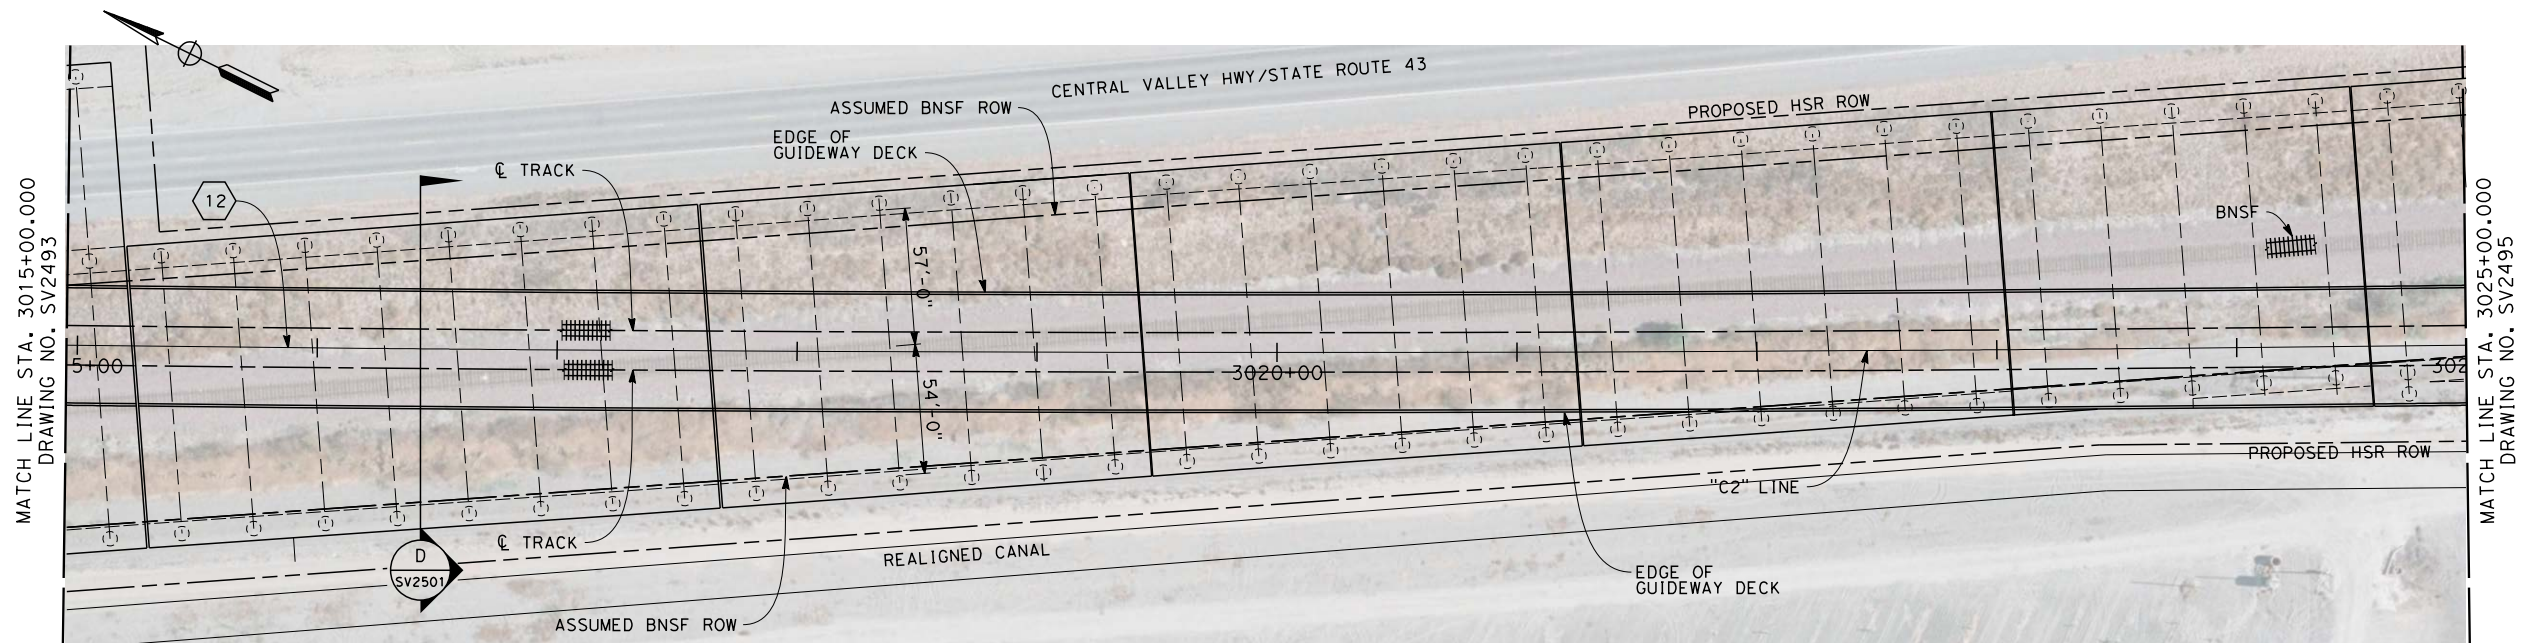 CENTRAL VALLEY HWY/STATE ROUTE 43
ASSUMED BNSF ROW
PROPOSED HSR ROW
EDGE OF
GUIDEWAY DECK
℄ TRACK
12
BNSF
57'-0"
54'-0"
5+00
3020+00
302
MATCH LINE STA. 3015+00.000
DRAWING NO. SV2493
MATCH LINE STA. 3025+00.000
DRAWING NO. SV2495
PROPOSED HSR ROW
"C2" LINE
℄ TRACK
D
SV2501
REALIGNED CANAL
EDGE OF
GUIDEWAY DECK
ASSUMED BNSF ROW